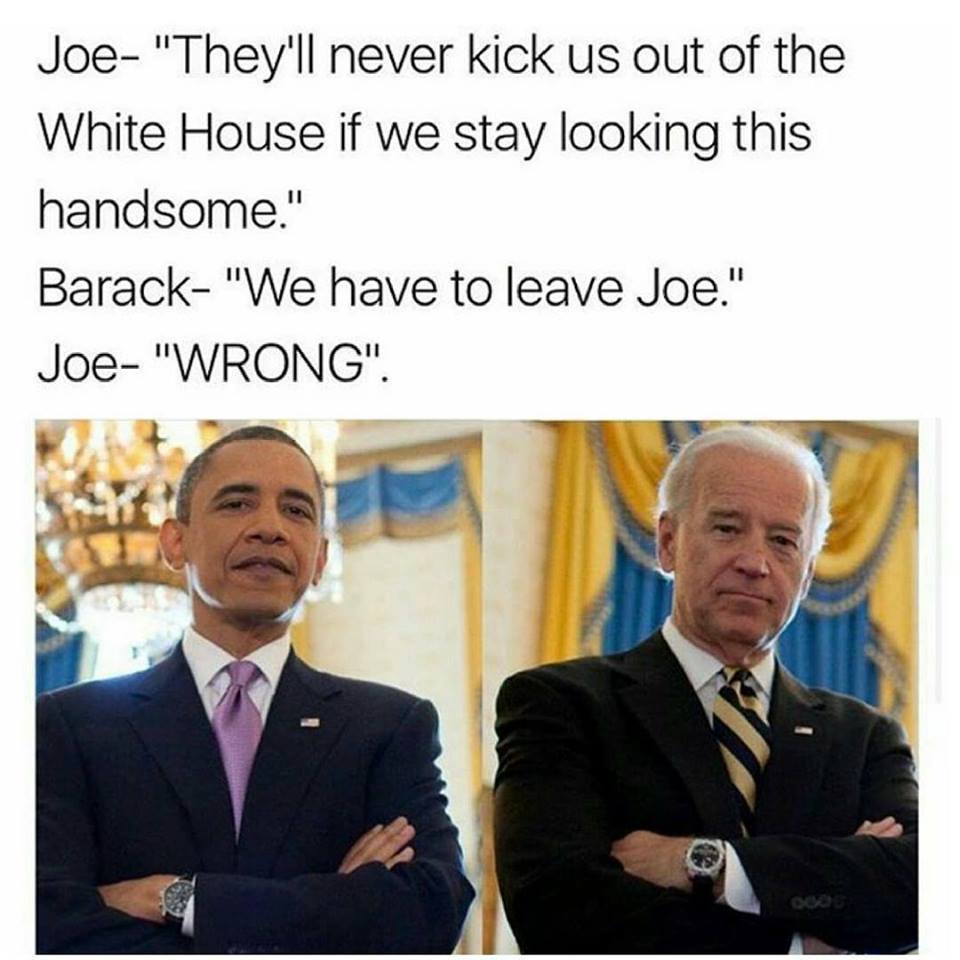 Joe- "They'll never kick us out of the
White House if we stay looking this
handsome."
Barack- "We have to leave Joe."
Joe- "WRONG".